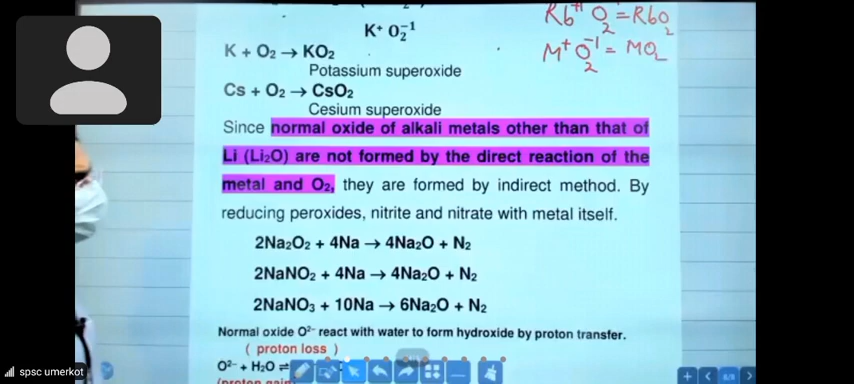 K⁺ O₂⁻¹
Rb⁺¹ O₂⁻ = RbO₂
M⁺ O₂⁻¹ = MO₂
K + O₂ → KO₂
Potassium superoxide
Cs + O₂ → CsO₂
Cesium superoxide
Since normal oxide of alkali metals other than that of
Li (Li₂O) are not formed by the direct reaction of the
metal and O₂, they are formed by indirect method. By
reducing peroxides, nitrite and nitrate with metal itself.
2Na₂O₂ + 4Na → 4Na₂O + N₂
2NaNO₂ + 4Na → 4Na₂O + N₂
2NaNO₃ + 10Na → 6Na₂O + N₂
Normal oxide O²⁻ react with water to form hydroxide by proton transfer.
( proton loss )
O²⁻ + H₂O ⇌
(proton gain
spsc umerkot